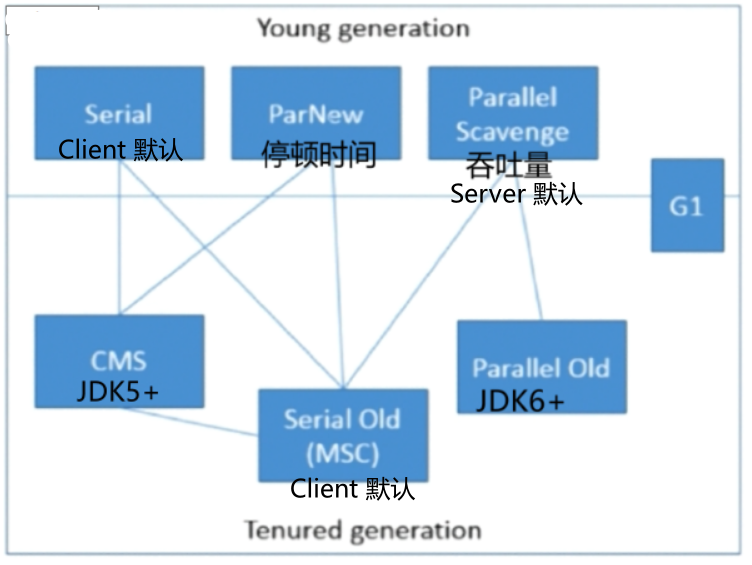 Young generation
Serial
Client 默认
ParNew
停顿时间
Parallel
Scavenge
吞吐量
Server 默认
G1
CMS
JDK5+
Serial Old
(MSC)
Client 默认
Parallel Old
JDK6+
Tenured generation